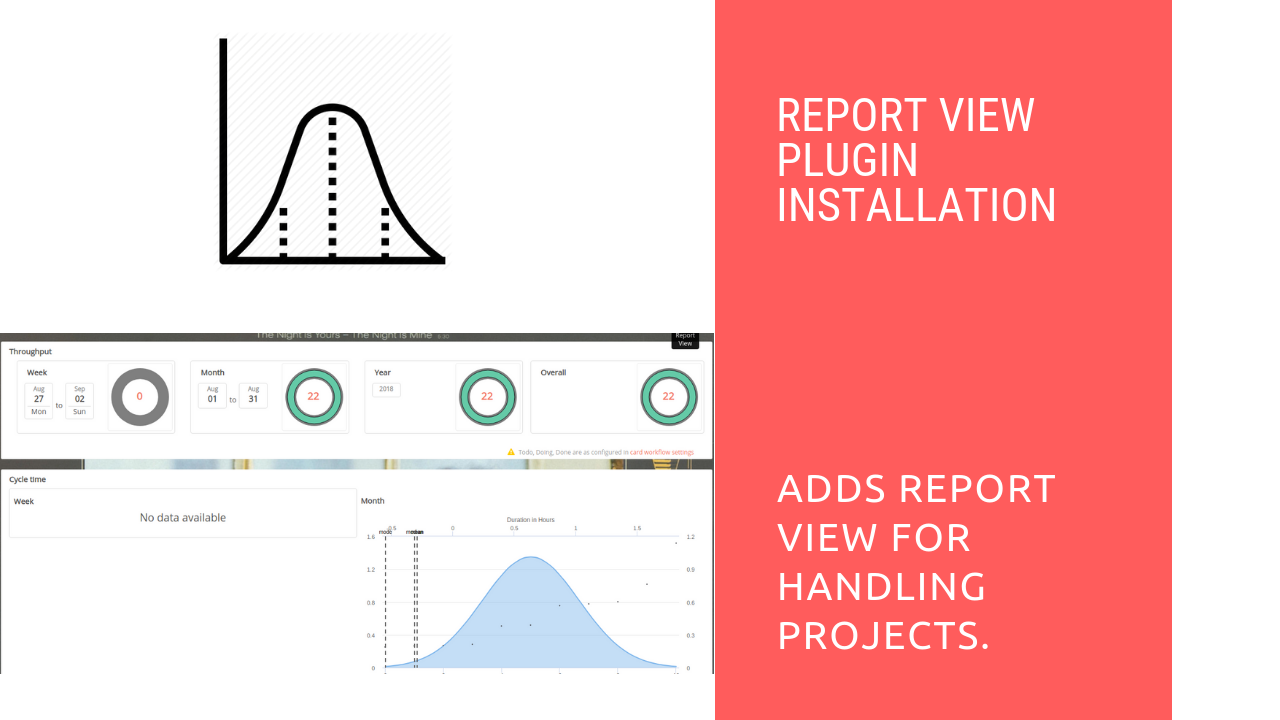 REPORT VIEW
PLUGIN
INSTALLATION
The Night Is Yours – The Night Is Mine 5:30
Report
View
Throughput
Week
Aug
27
Mon
to
Sep
02
Sun
0
Month
Aug
01
to
Aug
31
22
Year
2018
22
Overall
22
Todo, Doing, Done are as configured in card workflow settings
Cycle time
Week
No data available
Month
Duration in Hours
0 0.5 1 1.5
mode
1.6 1.2
1.2 0.9
0.8 0.6
0.4 0.3
0 0
ADDS REPORT
VIEW FOR
HANDLING
PROJECTS.